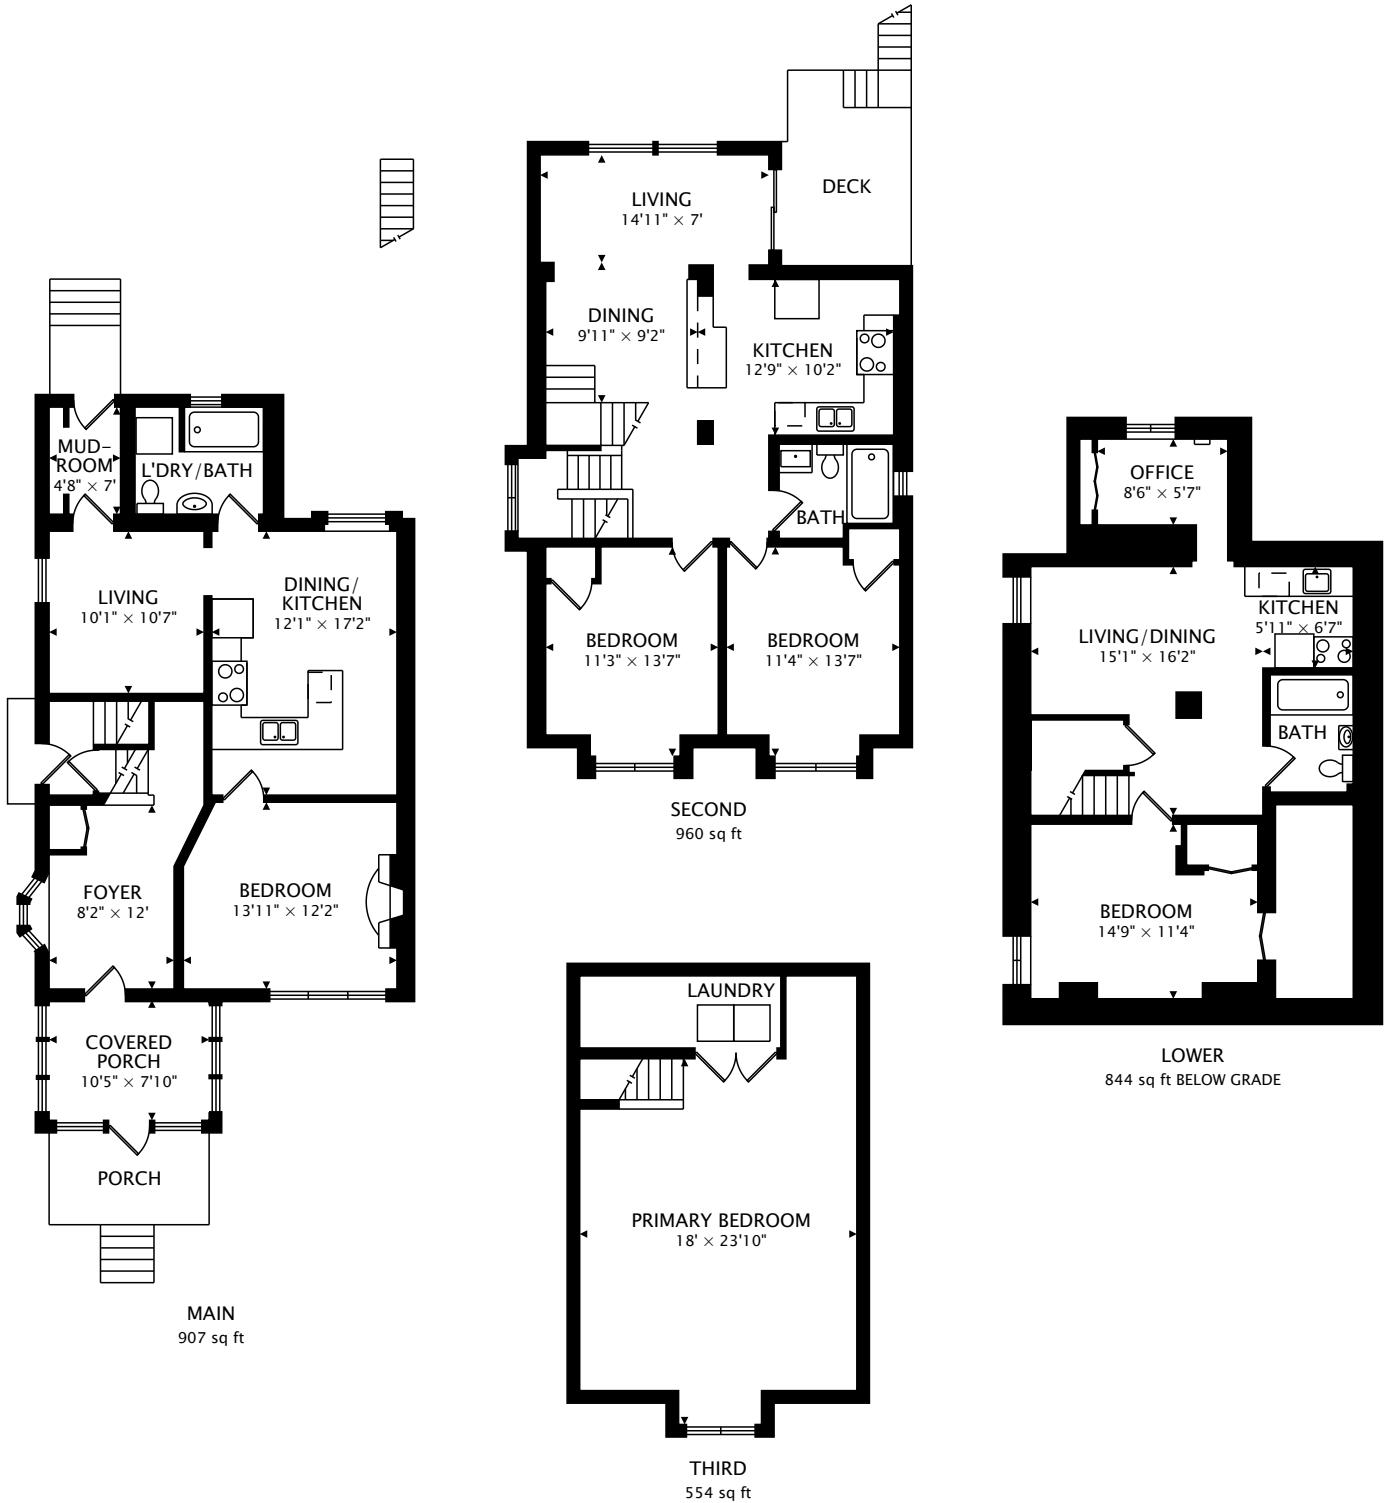 MUD-
ROOM
4'8" × 7'
L'DRY/BATH
LIVING
10'1" × 10'7"
DINING/
KITCHEN
12'1" × 17'2"
FOYER
8'2" × 12'
BEDROOM
13'11" × 12'2"
COVERED
PORCH
10'5" × 7'10"
PORCH
MAIN
907 sq ft
DECK
LIVING
14'11" × 7'
DINING
9'11" × 9'2"
KITCHEN
12'9" × 10'2"
BATH
BEDROOM
11'3" × 13'7"
BEDROOM
11'4" × 13'7"
SECOND
960 sq ft
LAUNDRY
PRIMARY BEDROOM
18' × 23'10"
THIRD
554 sq ft
OFFICE
8'6" × 5'7"
KITCHEN
5'11" × 6'7"
LIVING/DINING
15'1" × 16'2"
BATH
BEDROOM
14'9" × 11'4"
LOWER
844 sq ft BELOW GRADE